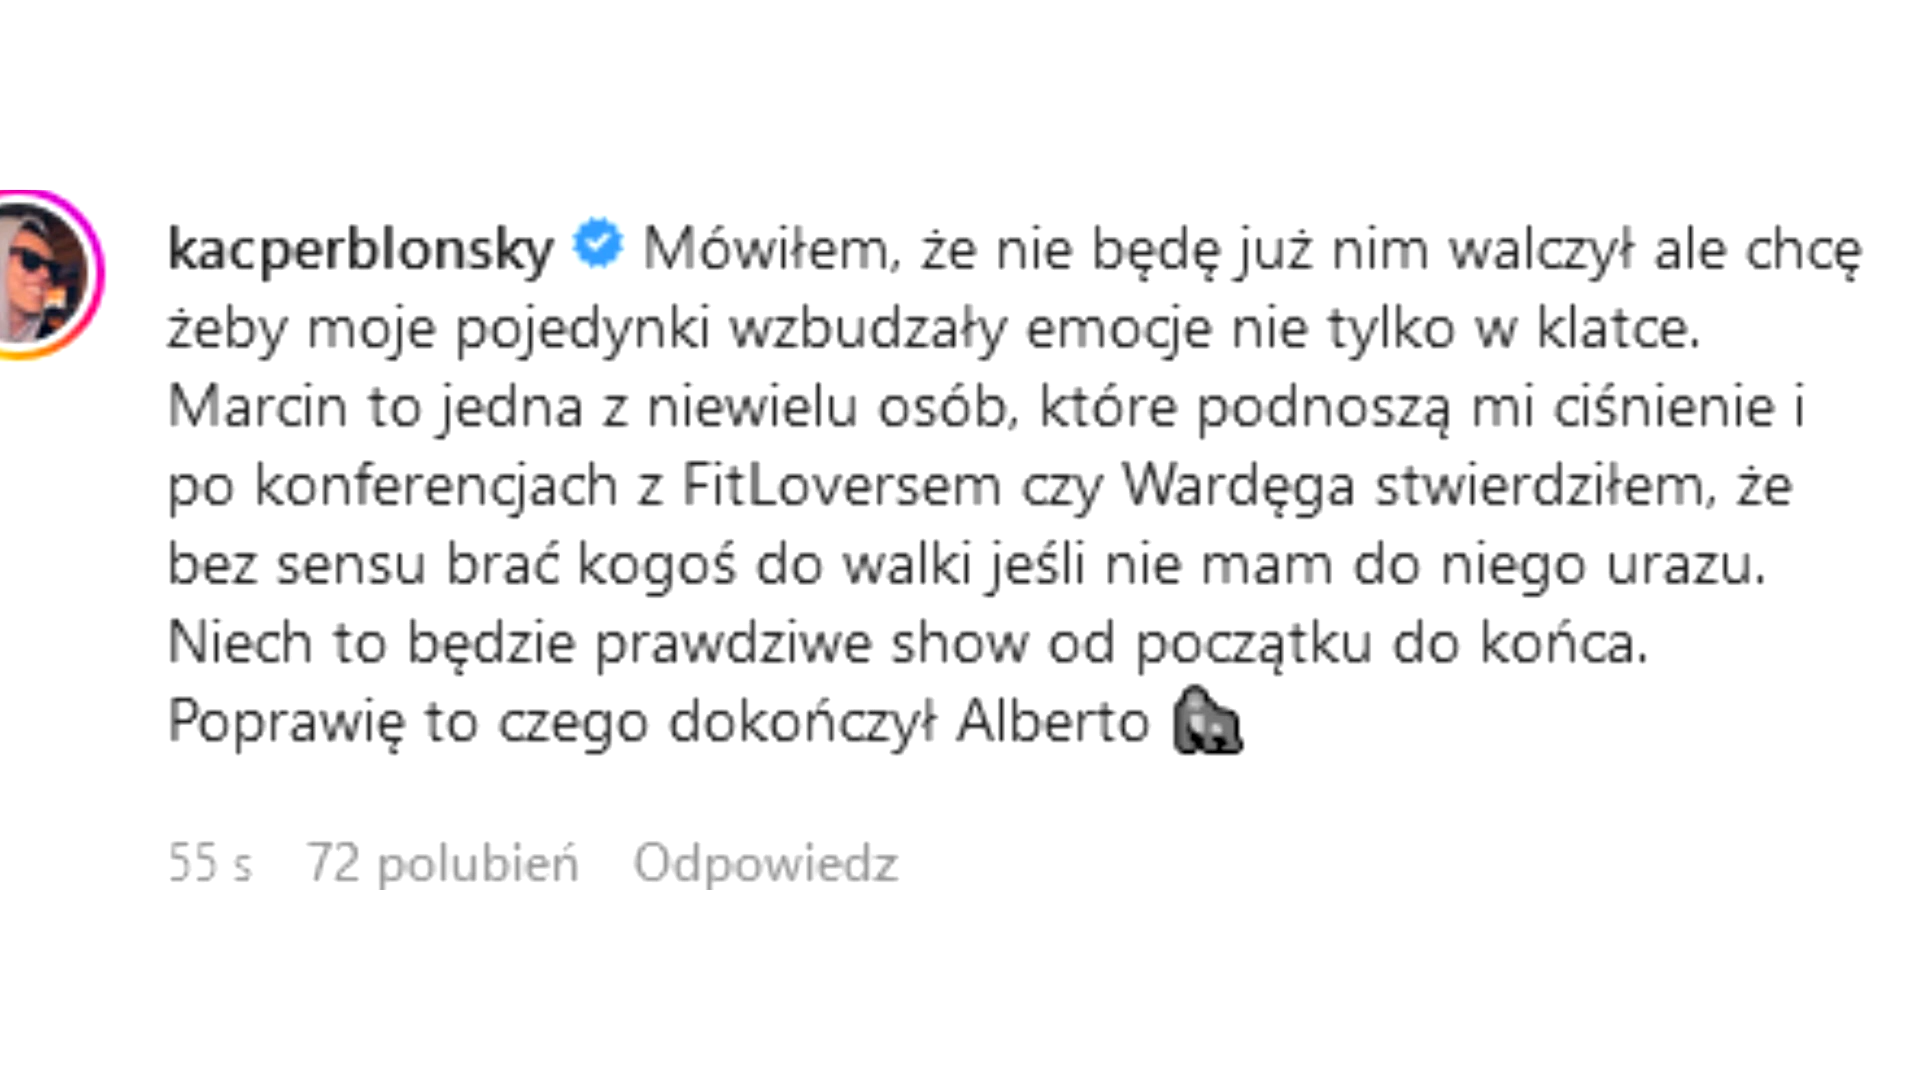 kacperblonsky Mówiłem, że nie będę już nim walczył ale chcę
żeby moje pojedynki wzbudzały emocje nie tylko w klatce.
Marcin to jedna z niewielu osób, które podnoszą mi ciśnienie i
po konferencjach z FitLoversem czy Wardęga stwierdziłem, że
bez sensu brać kogoś do walki jeśli nie mam do niego urazu.
Niech to będzie prawdziwe show od początku do końca.
Poprawię to czego dokończył Alberto 🦍
55 s 72 polubień Odpowiedz